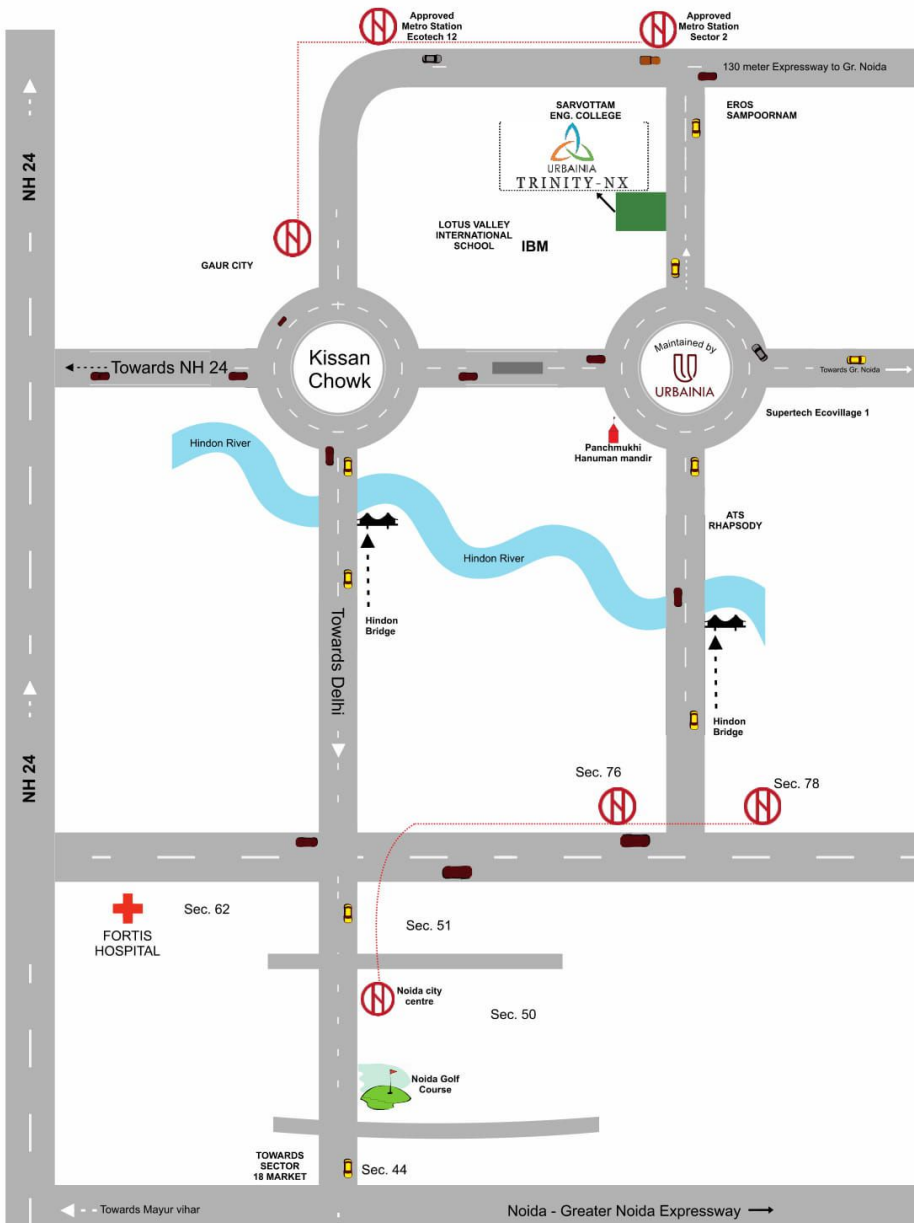 Approved
Metro Station
Ecotech 12
Approved
Metro Station
Sector 2
130 meter Expressway to Gr. Noida
SARVOTTAM
ENG. COLLEGE
EROS
SAMPOORNAM
URBAINIA
TRINITY-NX
NH 24
LOTUS VALLEY
INTERNATIONAL
SCHOOL
IBM
GAUR CITY
Towards NH 24
Kissan
Chowk
Maintained by
URBAINIA
Towards Gr. Noida
Supertech Ecovillage 1
Panchmukhi
Hanuman mandir
Hindon River
ATS
RHAPSODY
Hindon River
Hindon
Bridge
Towards Delhi
Hindon
Bridge
NH 24
Sec. 76
Sec. 78
Sec. 62
FORTIS
HOSPITAL
Sec. 51
Noida city
centre
Sec. 50
Noida Golf
Course
TOWARDS
SECTOR
18 MARKET
Sec. 44
Towards Mayur vihar
Noida - Greater Noida Expressway